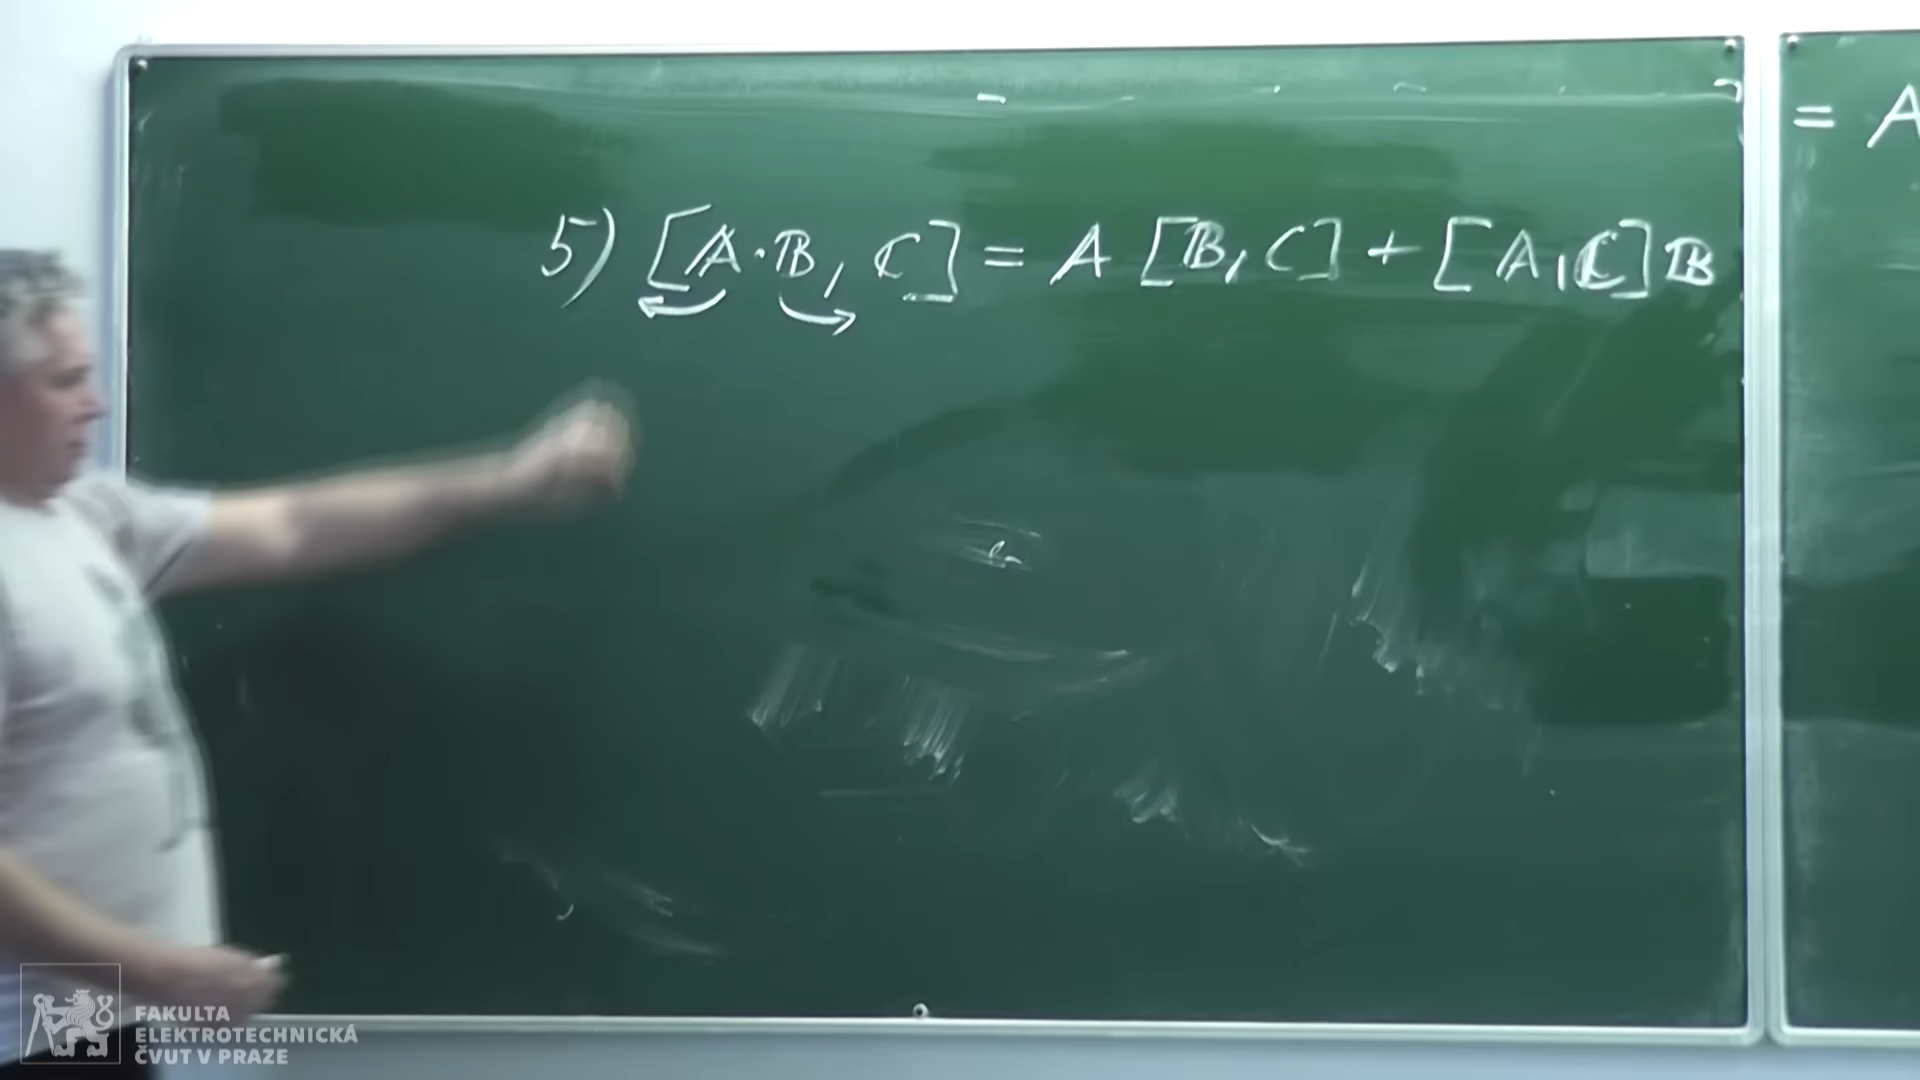 5) [𝔸·𝔹, ℂ] = 𝔸 [𝔹, C] + [𝔸, ℂ] 𝔹
= A
FAKULTA
ELEKTROTECHNICKÁ
ČVUT V PRAZE